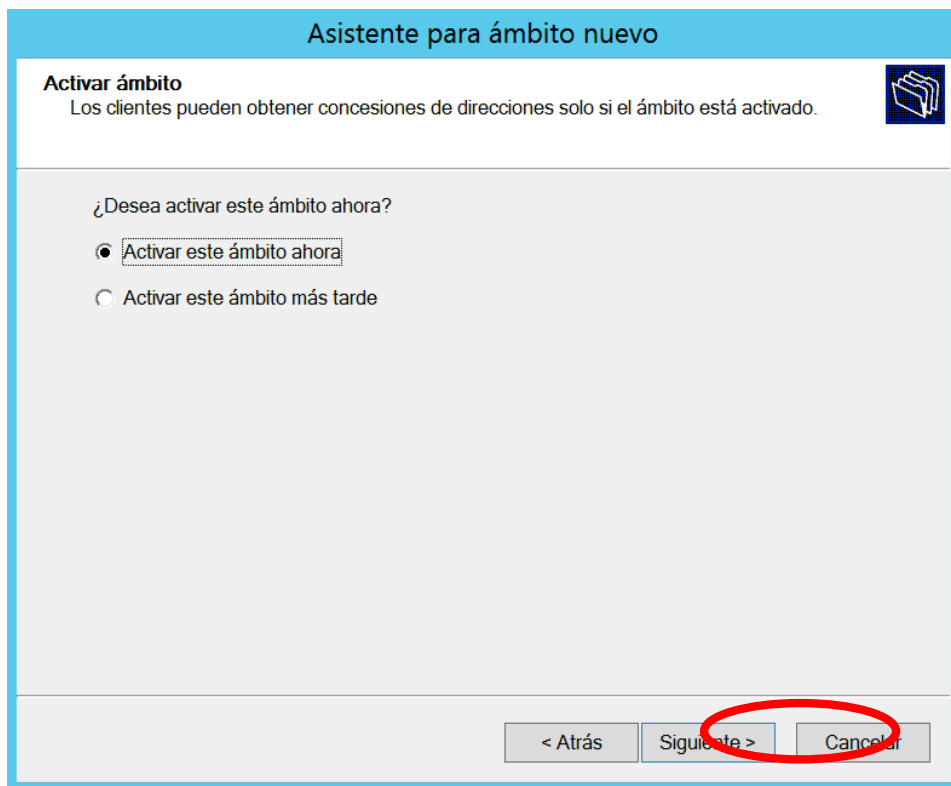 Asistente para ámbito nuevo
Activar ámbito
Los clientes pueden obtener concesiones de direcciones solo si el ámbito está activado.
¿Desea activar este ámbito ahora?
Activar este ámbito ahora
Activar este ámbito más tarde
< Atrás
Siguiente >
Cancelar